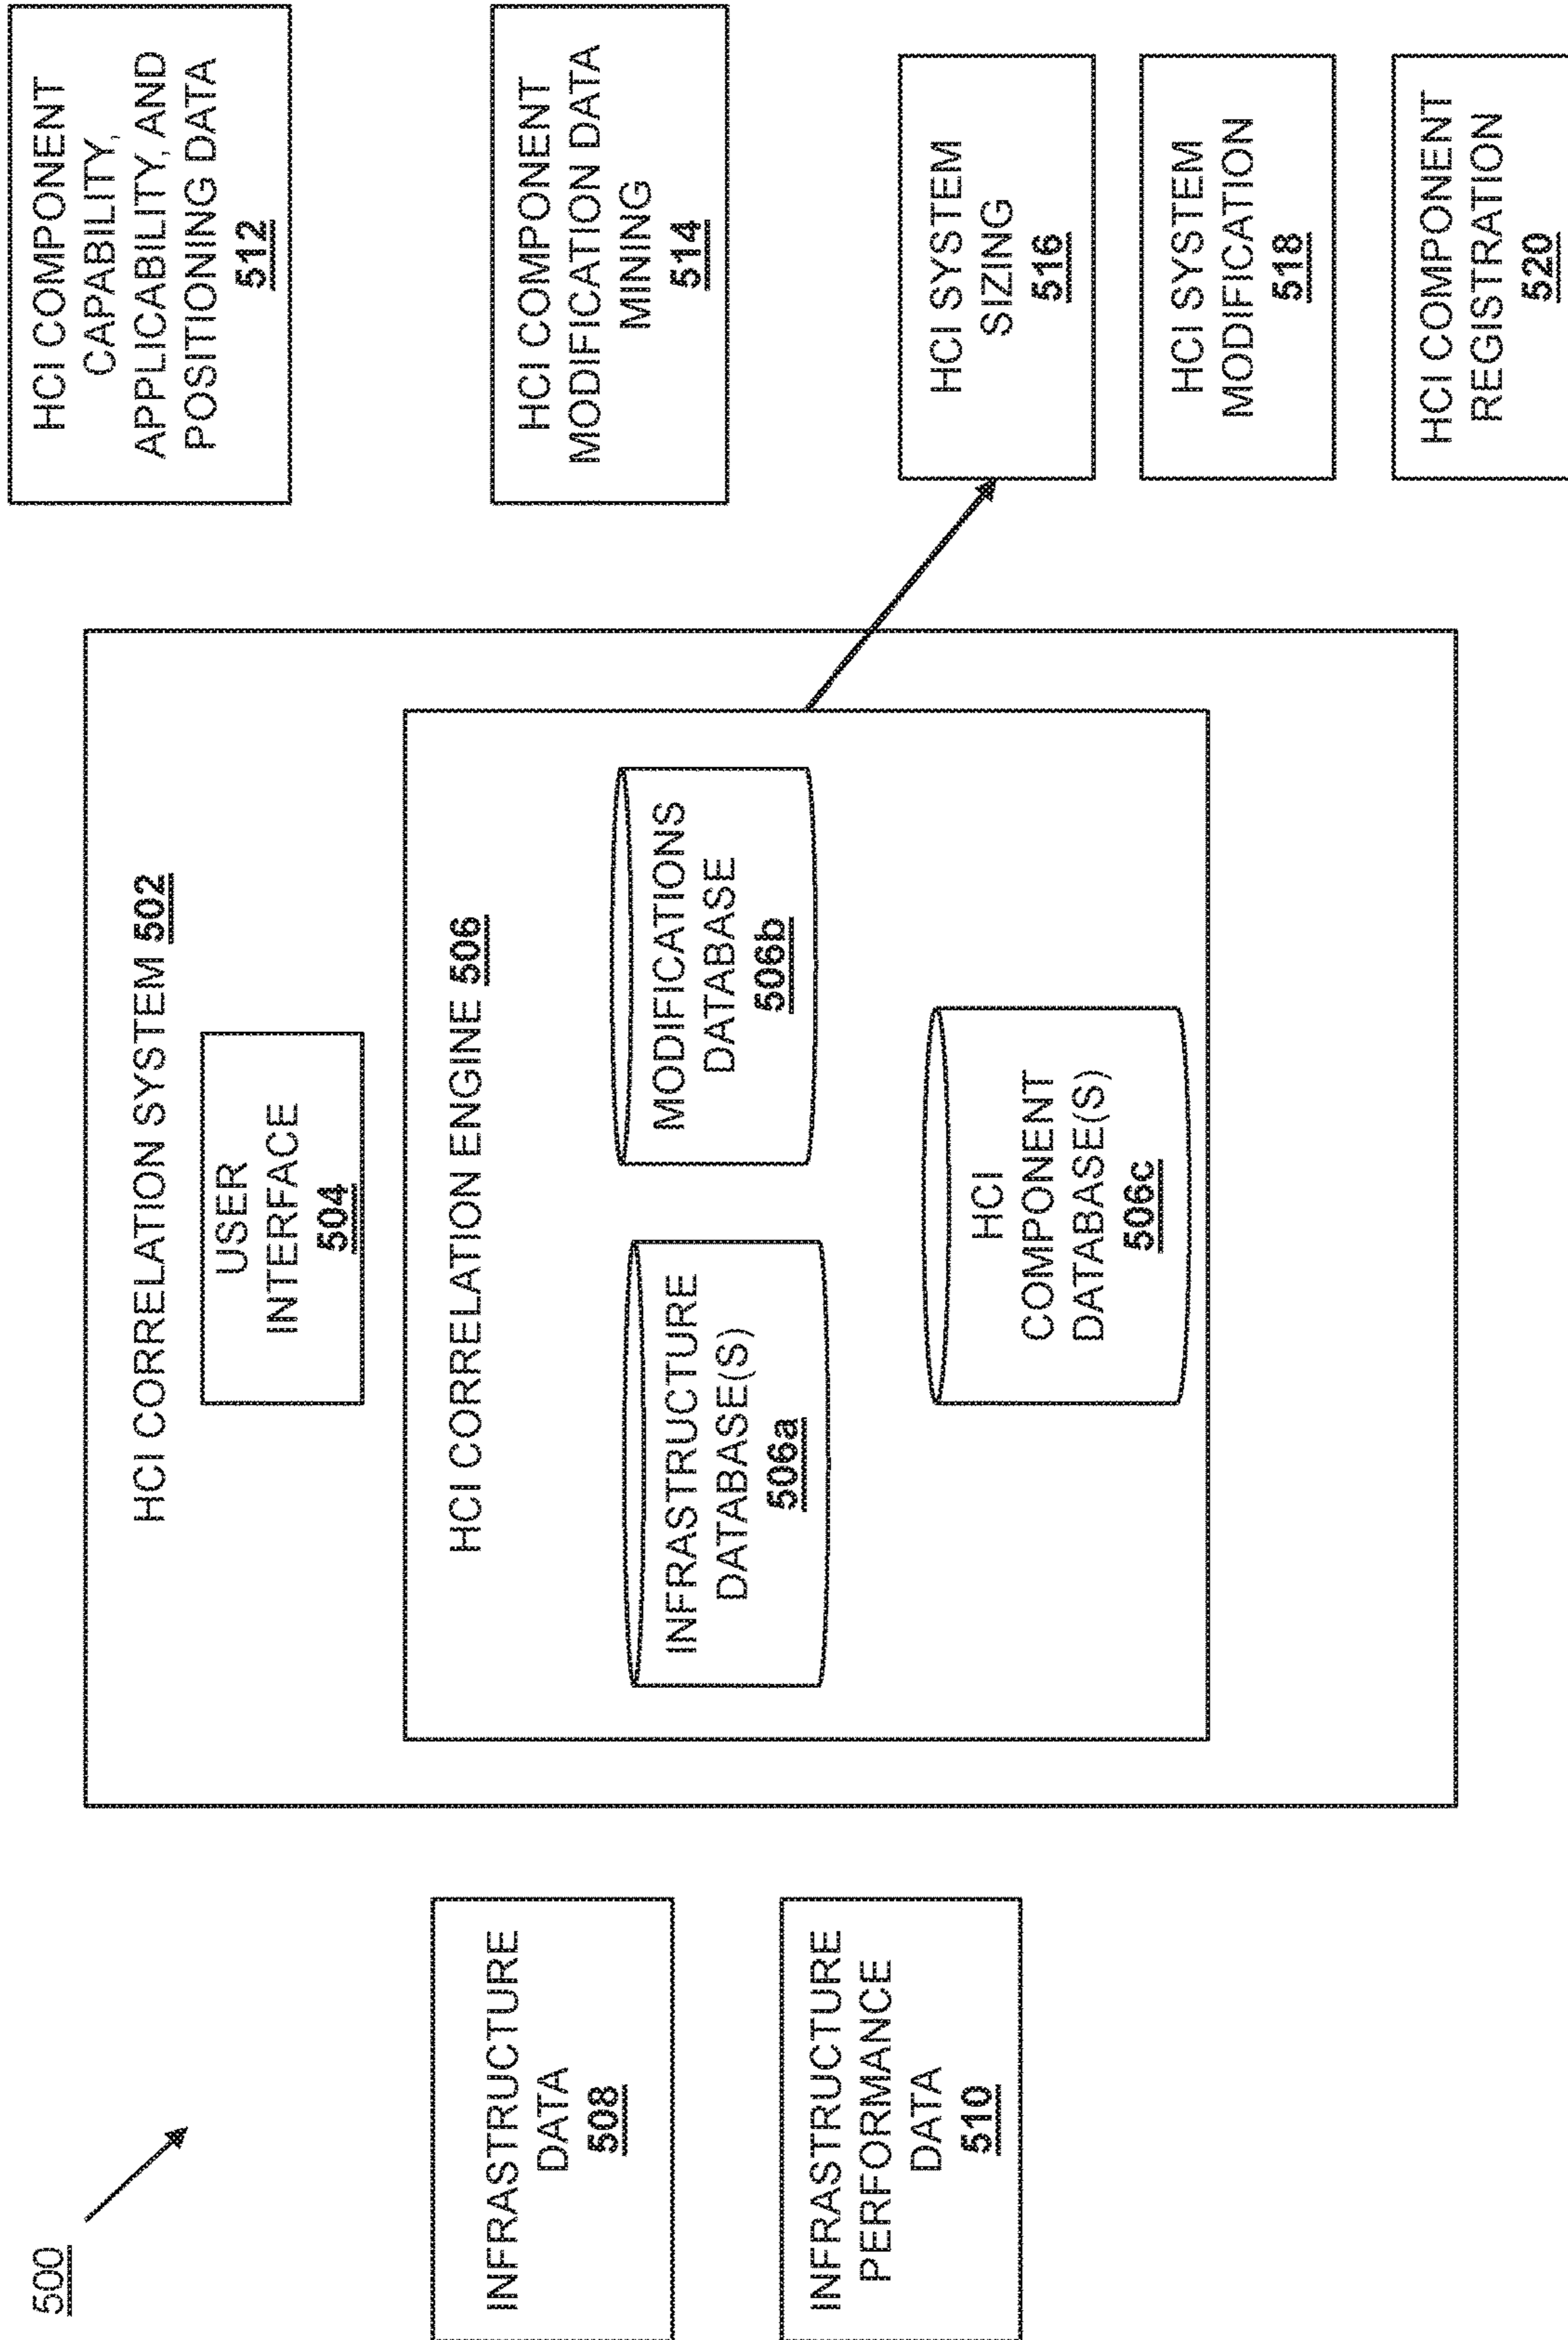 500
INFRASTRUCTURE
DATA
508
INFRASTRUCTURE
PERFORMANCE
DATA
510
HCI CORRELATION SYSTEM 502
USER
INTERFACE
504
HCI CORRELATION ENGINE 506
INFRASTRUCTURE
DATABASE(S)
506a
MODIFICATIONS
DATABASE
506b
HCI
COMPONENT
DATABASE(S)
506c
HCI COMPONENT
CAPABILITY,
APPLICABILITY, AND
POSITIONING DATA
512
HCI COMPONENT
MODIFICATION DATA
MINING
514
HCI SYSTEM
SIZING
516
HCI SYSTEM
MODIFICATION
518
HCI COMPONENT
REGISTRATION
520